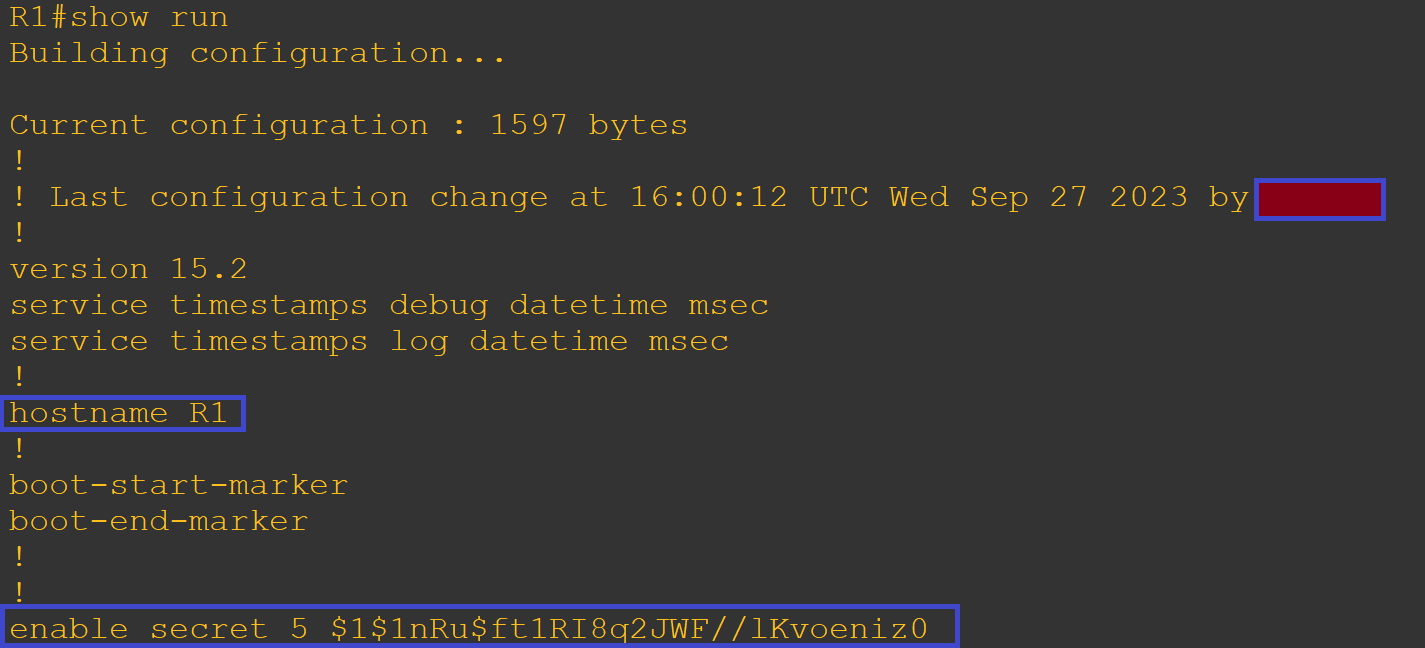 R1#show run
Building configuration...
Current configuration : 1597 bytes
!
! Last configuration change at 16:00:12 UTC Wed Sep 27 2023 by
!
version 15.2
service timestamps debug datetime msec
service timestamps log datetime msec
!
hostname R1
!
boot-start-marker
boot-end-marker
!
!
enable secret 5 $1$1nRu$ft1RI8q2JWF//lKvoeniz0